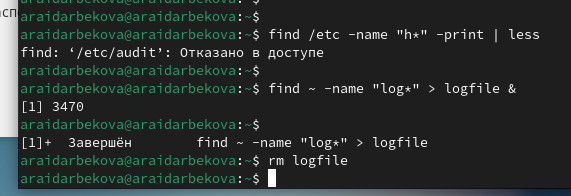 асп
araidarbekova@araidarbekova:~$
araidarbekova@araidarbekova:~$ find /etc -name "h*" -print | less
find: ‘/etc/audit’: Отказано в доступе
araidarbekova@araidarbekova:~$
araidarbekova@araidarbekova:~$ find ~ -name "log*" > logfile &
[1] 3470
araidarbekova@araidarbekova:~$
[1]+  Завершён        find ~ -name "log*" > logfile
araidarbekova@araidarbekova:~$ rm logfile
araidarbekova@araidarbekova:~$